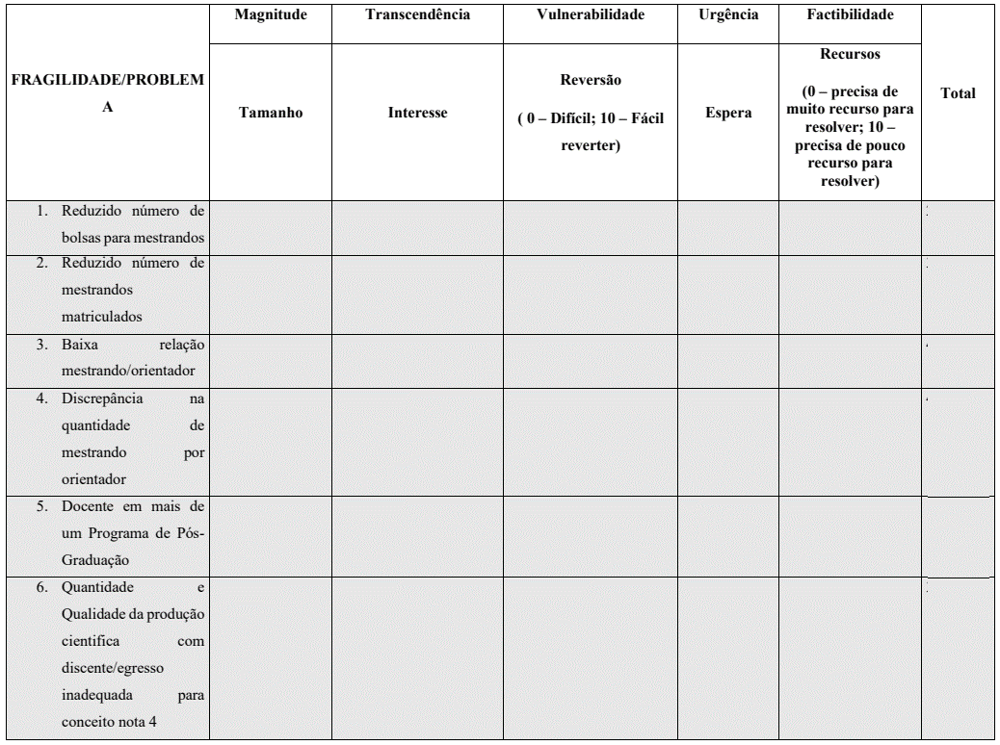 Magnitude Transcendência Vulnerabilidade Urgência Factibilidade
FRAGILIDADE/PROBLEM
A
Tamanho
Interesse
Reversão
( 0 – Difícil; 10 – Fácil
reverter)
Espera
Recursos
(0 – precisa de
muito recurso para
resolver; 10 –
precisa de pouco
recurso para
resolver)
Total
1. Reduzido número de
bolsas para mestrandos
2. Reduzido número de
mestrandos
matriculados
3. Baixa relação
mestrando/orientador
4. Discrepância na
quantidade de
mestrando por
orientador
5. Docente em mais de
um Programa de Pós-
Graduação
6. Quantidade e
Qualidade da produção
cientifica com
discente/egresso
inadequada para
conceito nota 4